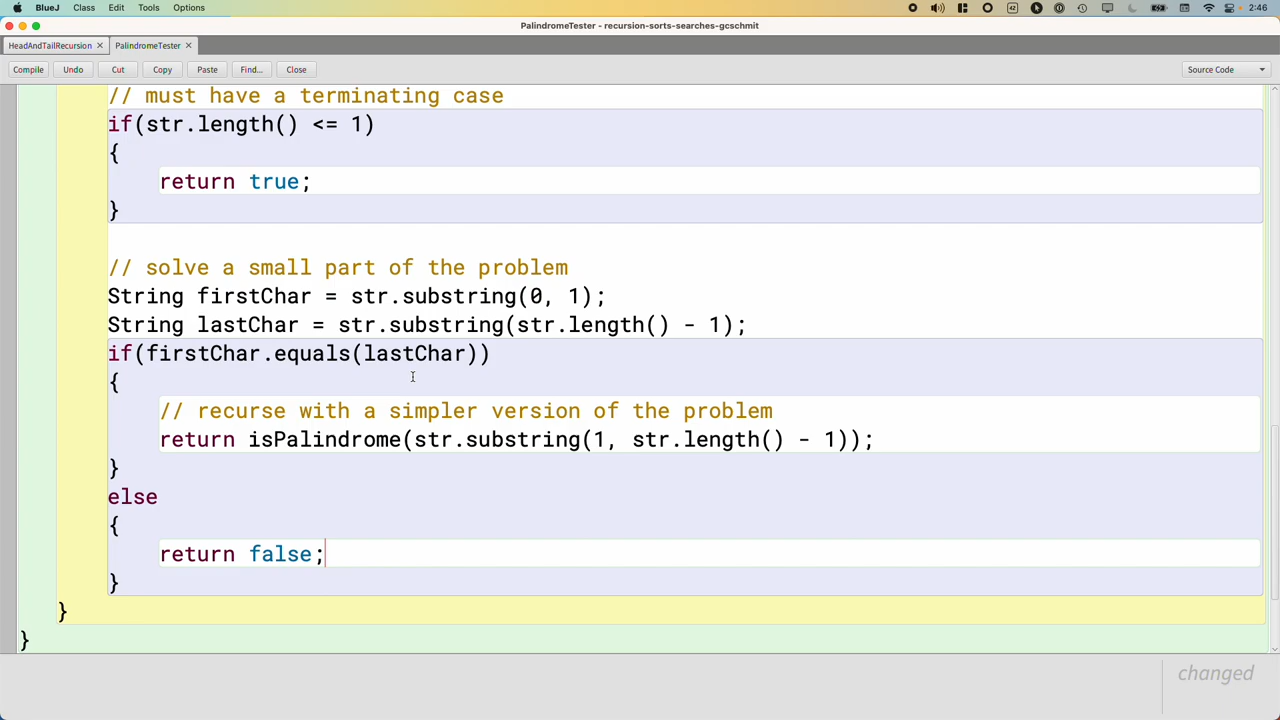 BlueJ Class Edit Tools Options 42 2:46
PalindromeTester - recursion-sorts-searches-gcschmit
HeadAndTailRecursion × PalindromeTester ×
Compile Undo Cut Copy Paste Find... Close Source Code
// must have a terminating case
if(str.length() <= 1)
{
return true;
}
// solve a small part of the problem
String firstChar = str.substring(0, 1);
String lastChar = str.substring(str.length() - 1);
if(firstChar.equals(lastChar))
{
// recurse with a simpler version of the problem
return isPalindrome(str.substring(1, str.length() - 1));
}
else
{
return false;
}
}
}
changed